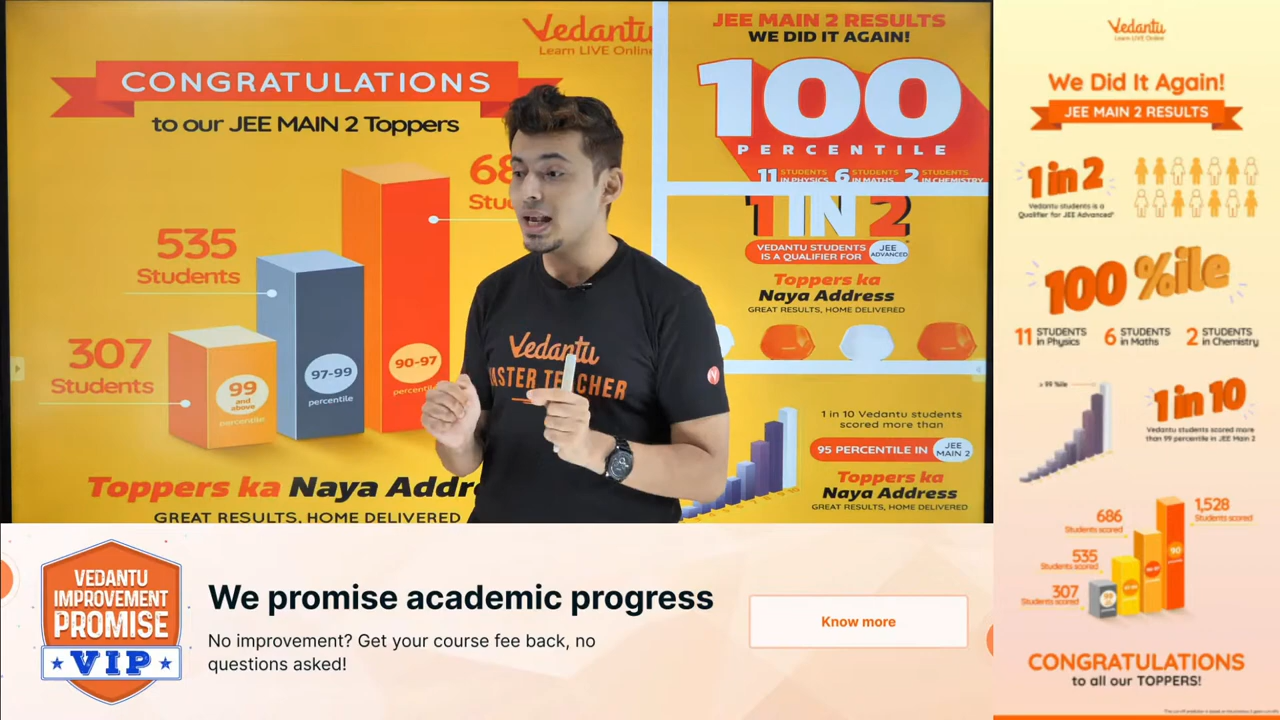 Vedantu
Learn LIVE Online
CONGRATULATIONS
to our JEE MAIN 2 Toppers
535
Students
307
Students
99
and above
percentile
97-99
percentile
90-97
Toppers ka Naya
GREAT RESULTS, HOME DELIVERED
JEE MAIN 2 RESULTS
WE DID IT AGAIN!
100
PERCENTILE
11 STUDENTS IN PHYSICS 6 STUDENTS IN MATHS 2 STUDENTS IN CHEMISTRY
1 IN 2
VEDANTU STUDENTS
IS A QUALIFIER FOR
JEE
ADVANCED
Toppers ka
Naya Address
GREAT RESULTS, HOME DELIVERED
1 in 10 Vedantu students
scored more than
95 PERCENTILE IN
JEE
MAIN 2
Toppers ka
Naya Address
GREAT RESULTS, HOME DELIVERED
Vedantu
VEDANTU
IMPROVEMENT
PROMISE
VIP
We promise academic progress
No improvement? Get your course fee back, no
questions asked!
Know more
Vedantu
Learn LIVE Online
We Did It Again!
JEE MAIN 2 RESULTS
1 in 2
Vedantu students is a
Qualifier for JEE Advanced*
100 %ile
11 STUDENTS in Physics 6 STUDENTS in Maths 2 STUDENTS in Chemistry
≥ 99 %ile
1 in 10
Vedantu students scored more
than 99 percentile in JEE Main 2
1,528
Students scored
686
Students scored
535
Students scored
307
Students scored
CONGRATULATIONS
to all our TOPPERS!